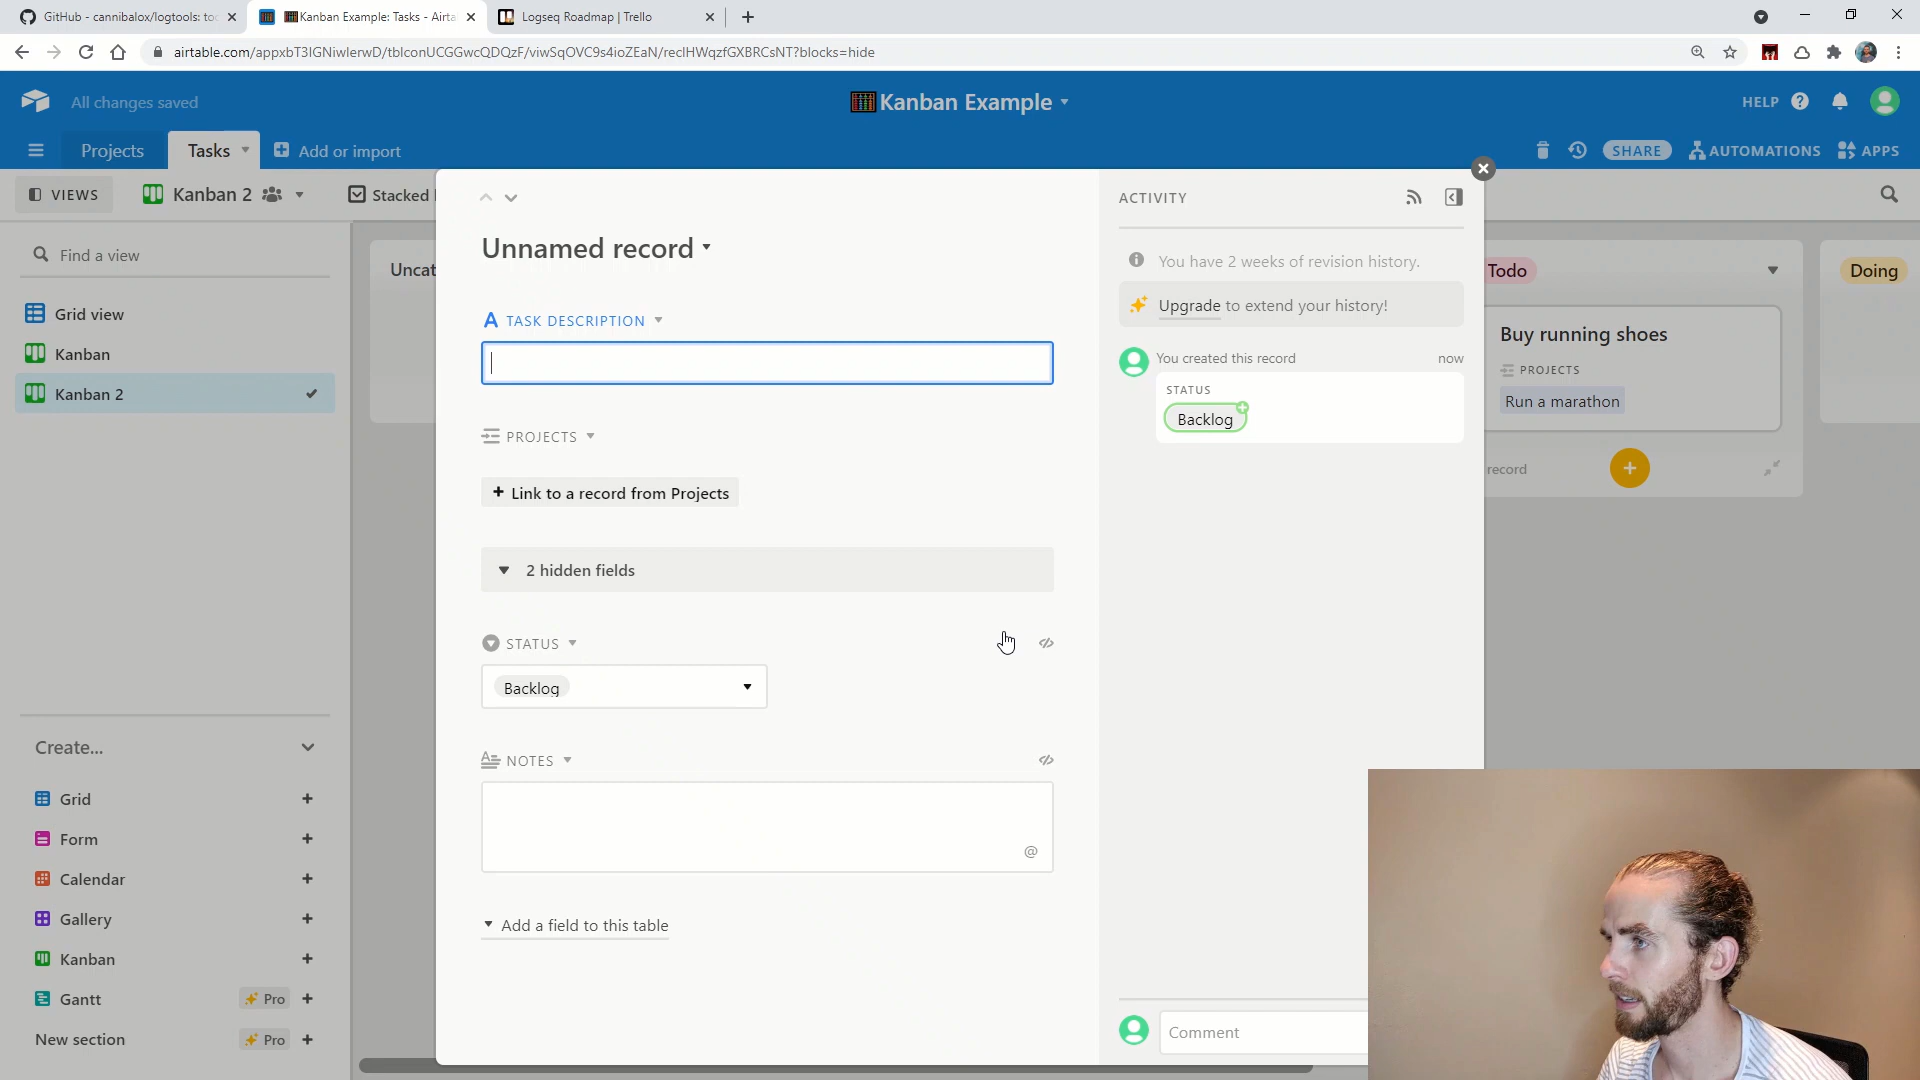 GitHub - cannibalox/logtools: too
Kanban Example: Tasks - Airta
Logseq Roadmap | Trello
airtable.com/appxbT3IGNiwIerwD/tblconUCGGwcQDQzF/viwSqOVC9s4ioZEaN/recIHWqzfGXBRCsNT?blocks=hide
All changes saved
Kanban Example
HELP
Projects
Tasks
Add or import
SHARE
AUTOMATIONS
APPS
VIEWS
Kanban 2
Stacked
Find a view
Grid view
Kanban
Kanban 2
Create...
Grid
Form
Calendar
Gallery
Kanban
Gantt
Pro
New section
Pro
Uncat
Unnamed record
TASK DESCRIPTION
PROJECTS
+ Link to a record from Projects
2 hidden fields
STATUS
Backlog
NOTES
@
Add a field to this table
ACTIVITY
You have 2 weeks of revision history.
Upgrade to extend your history!
You created this record
now
STATUS
Backlog
Comment
Todo
Buy running shoes
PROJECTS
Run a marathon
record
Doing